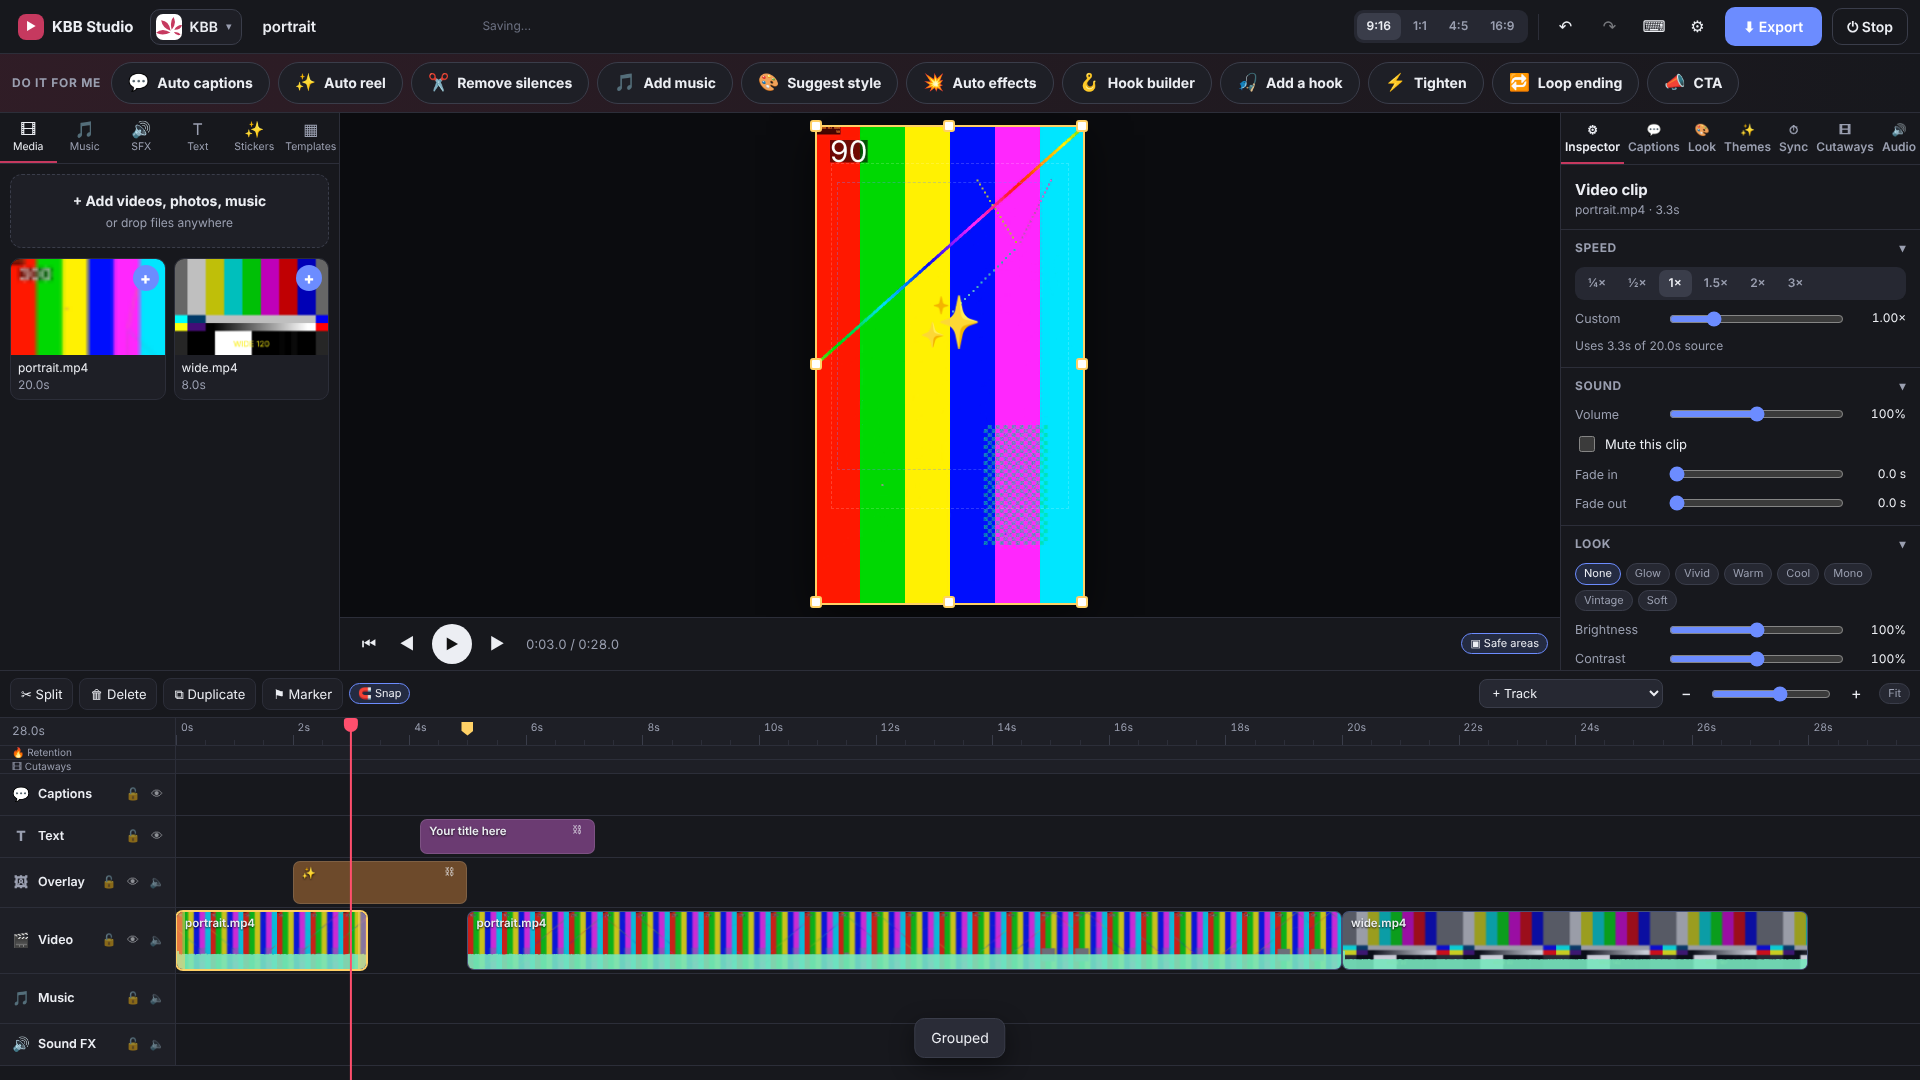 KBB Studio
KBB
portrait
Saving...
9:16 1:1 4:5 16:9
Export
Stop
DO IT FOR ME
Auto captions
Auto reel
Remove silences
Add music
Suggest style
Auto effects
Hook builder
Add a hook
Tighten
Loop ending
CTA
Media Music SFX Text Stickers Templates
+ Add videos, photos, music
or drop files anywhere
300
portrait.mp4
20.0s
WIDE 120
wide.mp4
8.0s
90
0:03.0 / 0:28.0
Safe areas
Inspector Captions Look Themes Sync Cutaways Audio
Video clip
portrait.mp4 · 3.3s
SPEED
¼× ½× 1× 1.5× 2× 3×
Custom 1.00×
Uses 3.3s of 20.0s source
SOUND
Volume 100%
Mute this clip
Fade in 0.0 s
Fade out 0.0 s
LOOK
None Glow Vivid Warm Cool Mono
Vintage Soft
Brightness 100%
Contrast 100%
Split
Delete
Duplicate
Marker
Snap
+ Track
Fit
28.0s
0s 2s 4s 6s 8s 10s 12s 14s 16s 18s 20s 22s 24s 26s 28s
Retention
Cutaways
Captions
Text
Your title here
Overlay
Video
portrait.mp4
portrait.mp4
wide.mp4
Music
Sound FX
Grouped